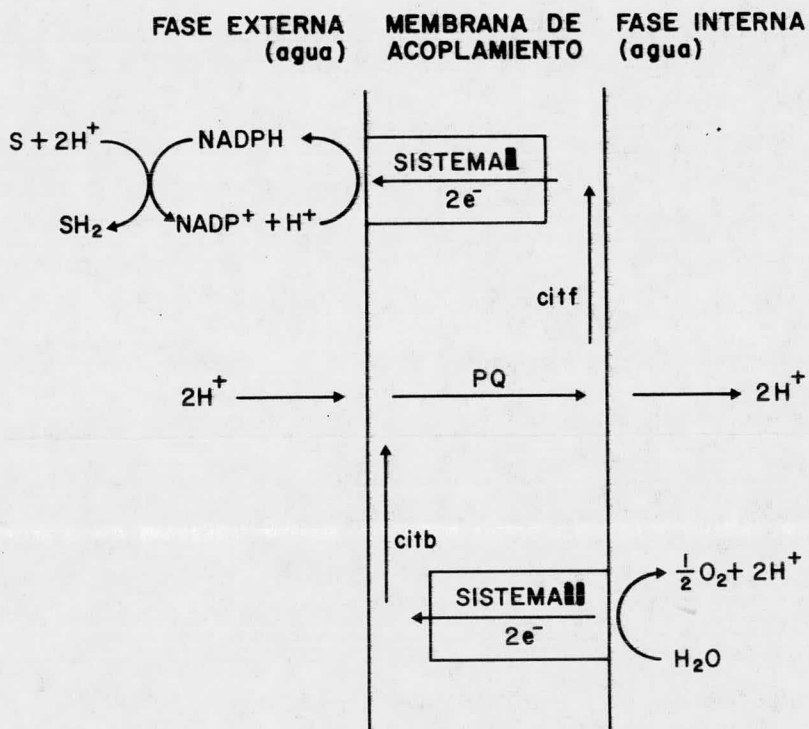 FASE EXTERNA
(agua)
MEMBRANA DE
ACOPLAMIENTO
FASE INTERNA
(agua)
S + 2H⁺
NADPH
SISTEMA I
2e⁻
SH₂
NADP⁺ + H⁺
citf
2H⁺
PQ
2H⁺
citb
SISTEMA II
2e⁻
½ O₂ + 2H⁺
H₂O